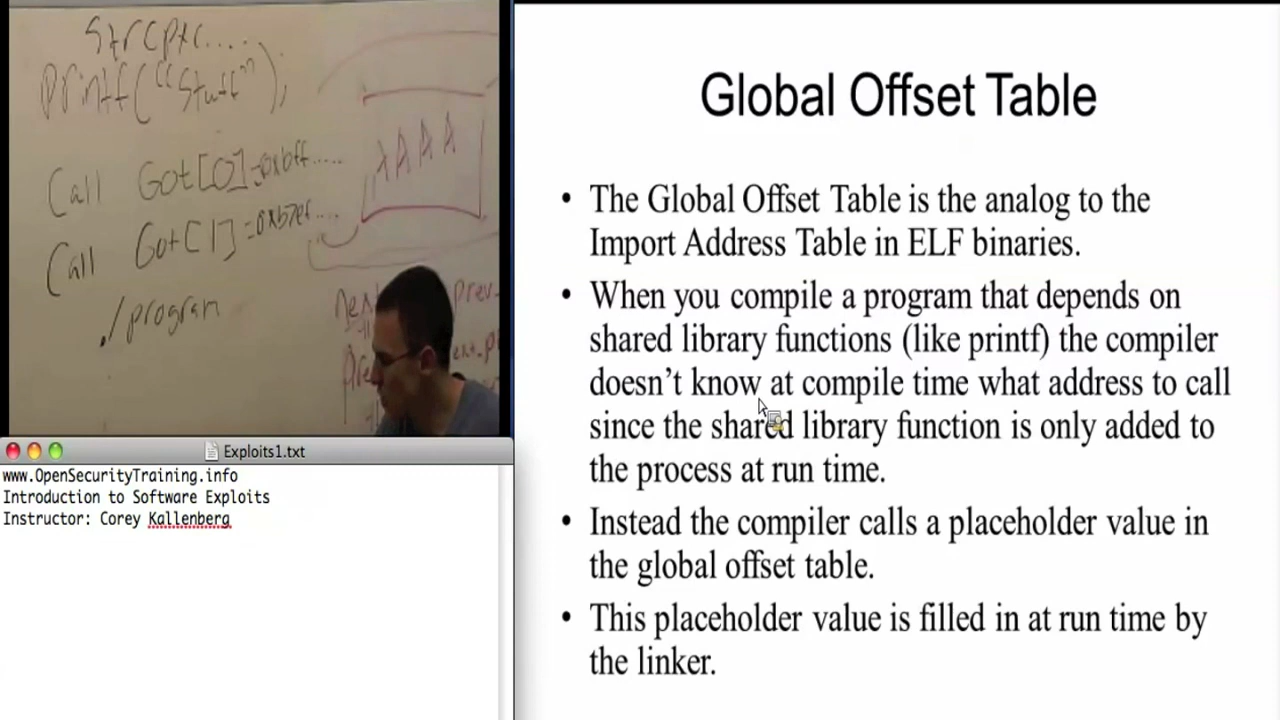 printf("Stuff");
Call Got[0]=0xbff.....
Call Got[1]=0xb7ef....
./program
AAAA
prev
Exploits1.txt
www.OpenSecurityTraining.info
Introduction to Software Exploits
Instructor: Corey Kallenberg
Global Offset Table
• The Global Offset Table is the analog to the
Import Address Table in ELF binaries.
• When you compile a program that depends on
shared library functions (like printf) the compiler
doesn't know at compile time what address to call
since the shared library function is only added to
the process at run time.
• Instead the compiler calls a placeholder value in
the global offset table.
• This placeholder value is filled in at run time by
the linker.